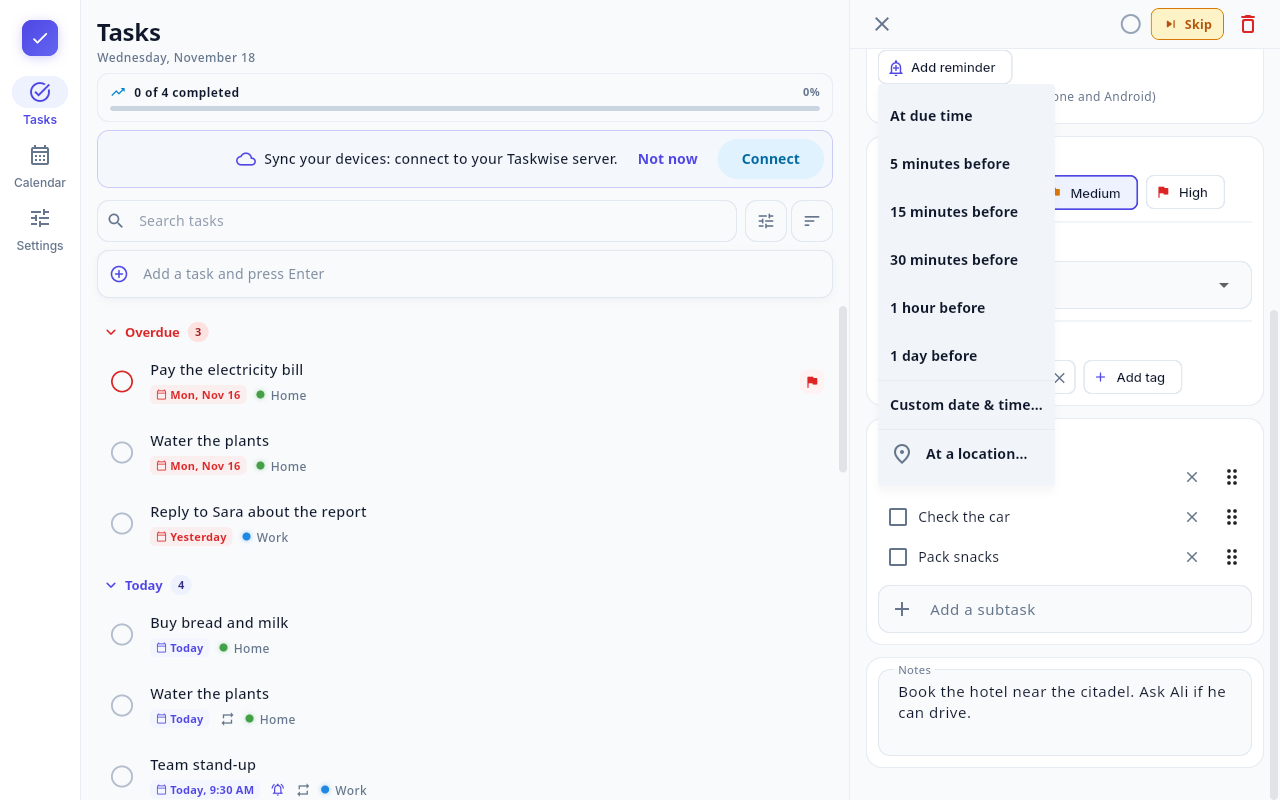 Tasks
Calendar
Settings
Tasks
Wednesday, November 18
0 of 4 completed
0%
Sync your devices: connect to your Taskwise server.
Not now
Connect
Search tasks
Add a task and press Enter
Overdue
3
Pay the electricity bill
Mon, Nov 16
Home
Water the plants
Mon, Nov 16
Home
Reply to Sara about the report
Yesterday
Work
Today
4
Buy bread and milk
Today
Home
Water the plants
Today
Home
Team stand-up
Today, 9:30 AM
Work
Skip
Add reminder
and Android)
At due time
5 minutes before
15 minutes before
30 minutes before
1 hour before
1 day before
Custom date & time...
At a location...
Medium
High
Add tag
Check the car
Pack snacks
Add a subtask
Notes
Book the hotel near the citadel. Ask Ali if he
can drive.